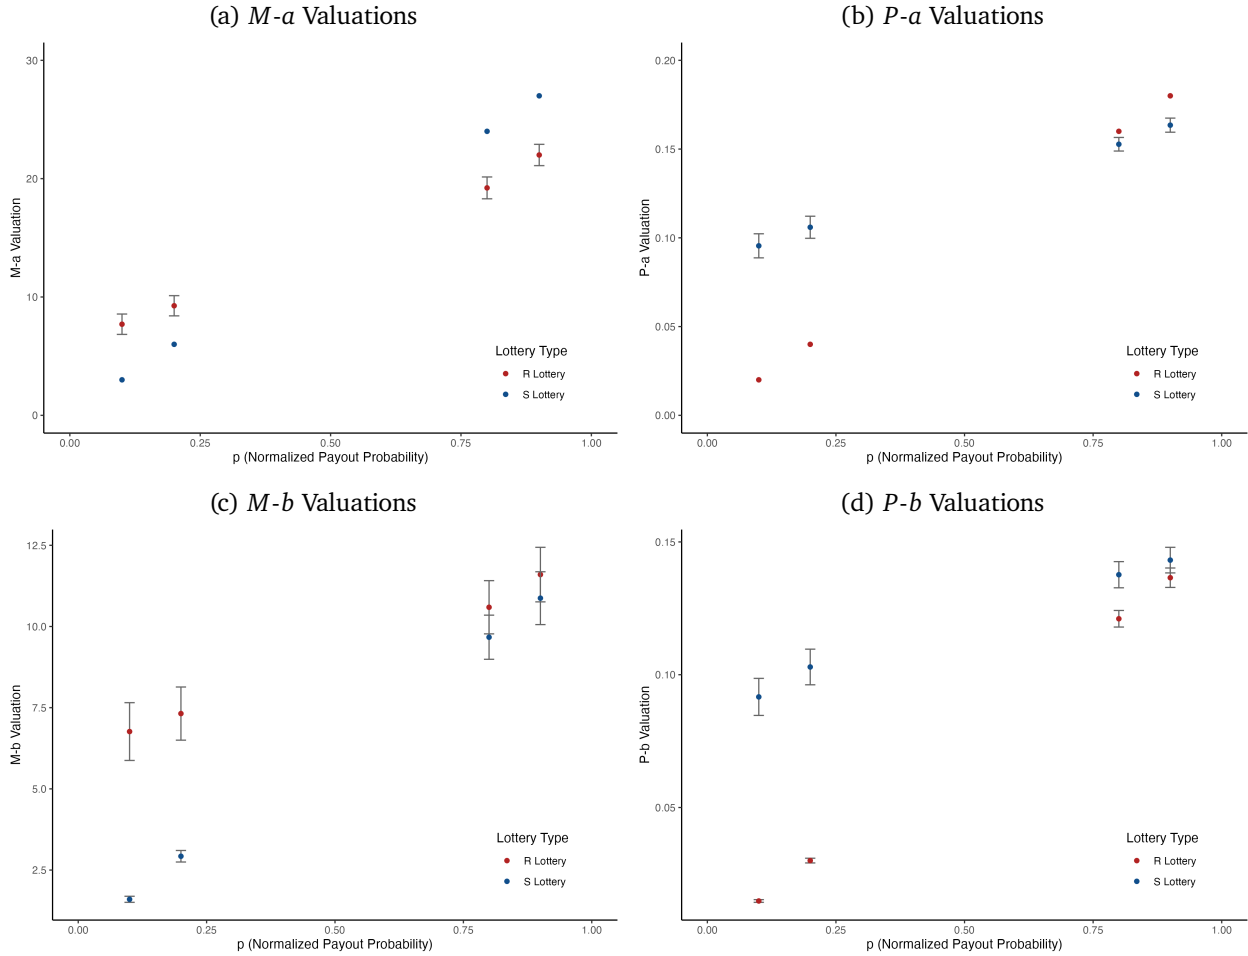 (a) M-a Valuations
30
20
10
0
M-a Valuation
0.00 0.25 0.50 0.75 1.00
p (Normalized Payout Probability)
Lottery Type
R Lottery
S Lottery
(b) P-a Valuations
0.20
0.15
0.10
0.05
0.00
P-a Valuation
0.00 0.25 0.50 0.75 1.00
p (Normalized Payout Probability)
Lottery Type
R Lottery
S Lottery
(c) M-b Valuations
12.5
10.0
7.5
5.0
2.5
M-b Valuation
0.00 0.25 0.50 0.75 1.00
p (Normalized Payout Probability)
Lottery Type
R Lottery
S Lottery
(d) P-b Valuations
0.15
0.10
0.05
P-b Valuation
0.00 0.25 0.50 0.75 1.00
p (Normalized Payout Probability)
Lottery Type
R Lottery
S Lottery